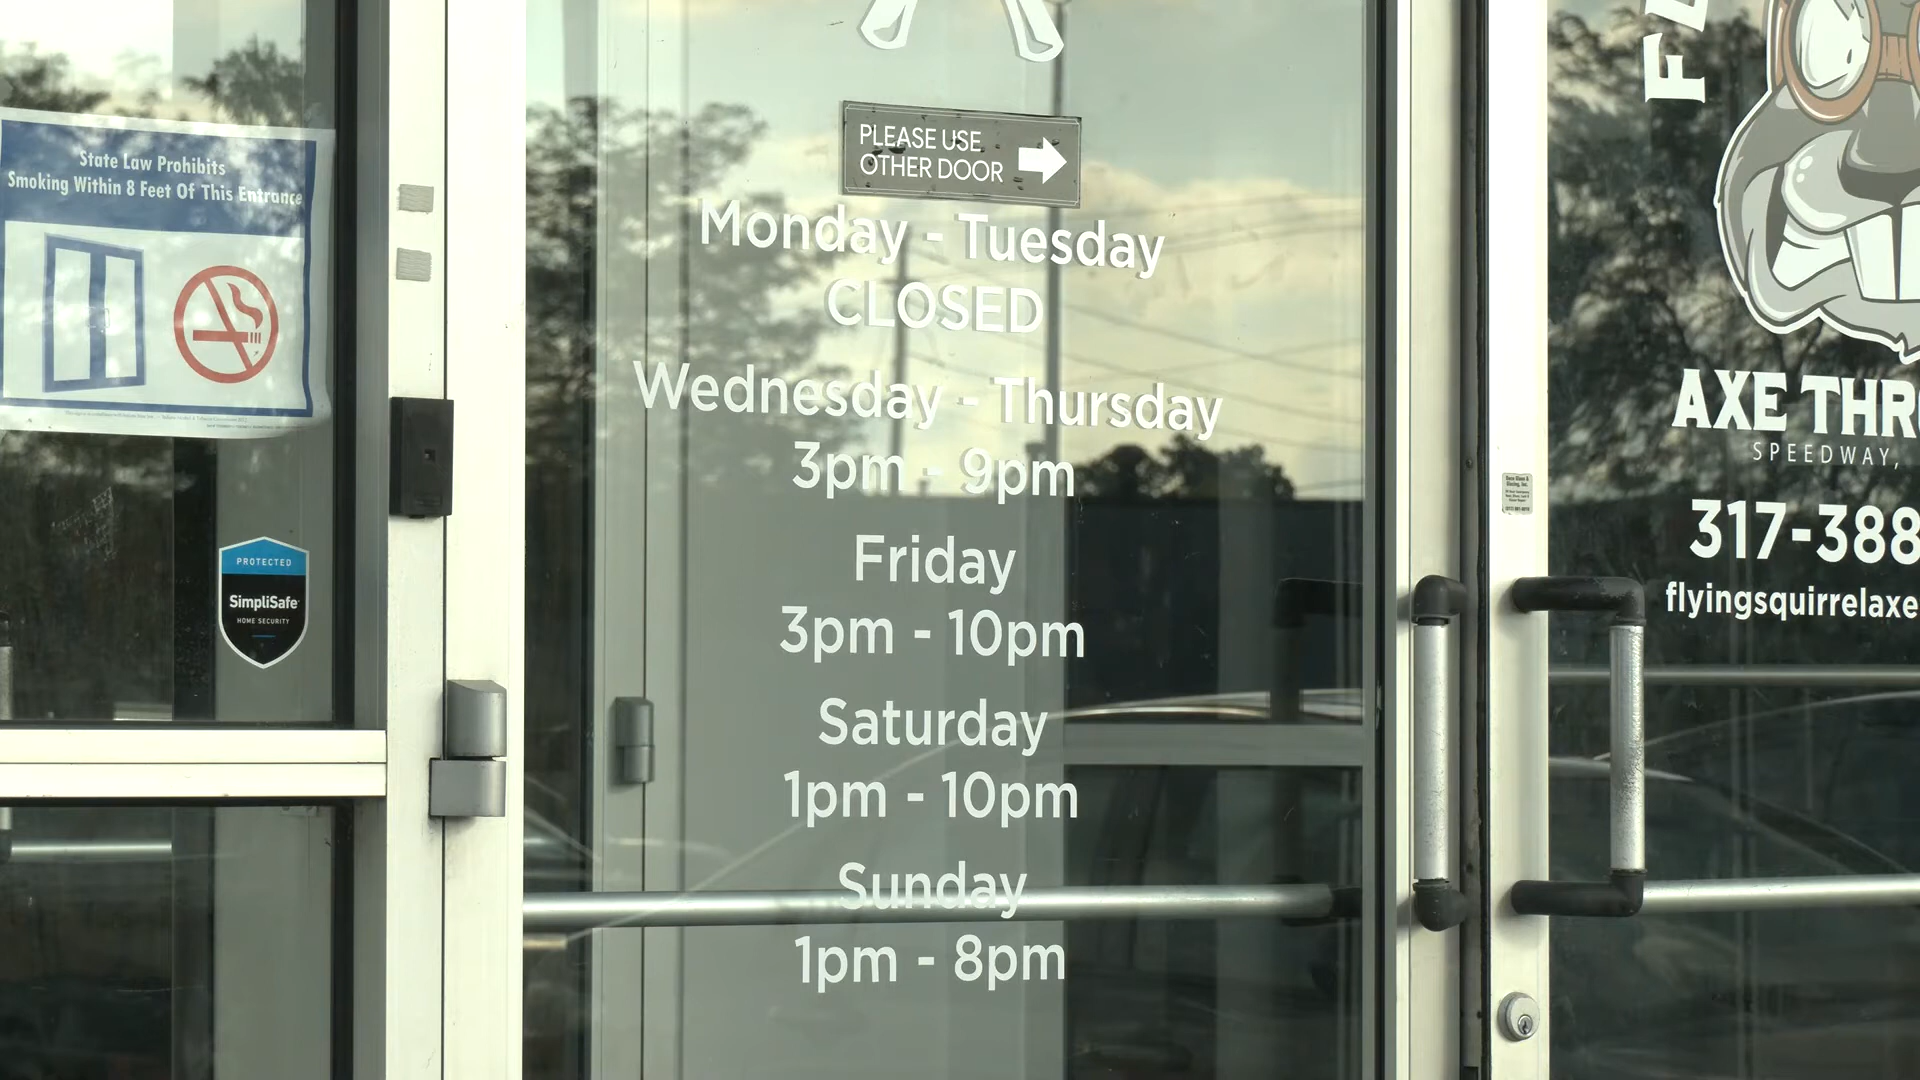 State Law Prohibits
Smoking Within 8 Feet Of This Entrance
PROTECTED
SimpliSafe
HOME SECURITY
PLEASE USE
OTHER DOOR
Monday - Tuesday
CLOSED
Wednesday - Thursday
3pm - 9pm
Friday
3pm - 10pm
Saturday
1pm - 10pm
Sunday
1pm - 8pm
FL
AXE THR
SPEEDWAY,
317-388
flyingsquirrelaxe